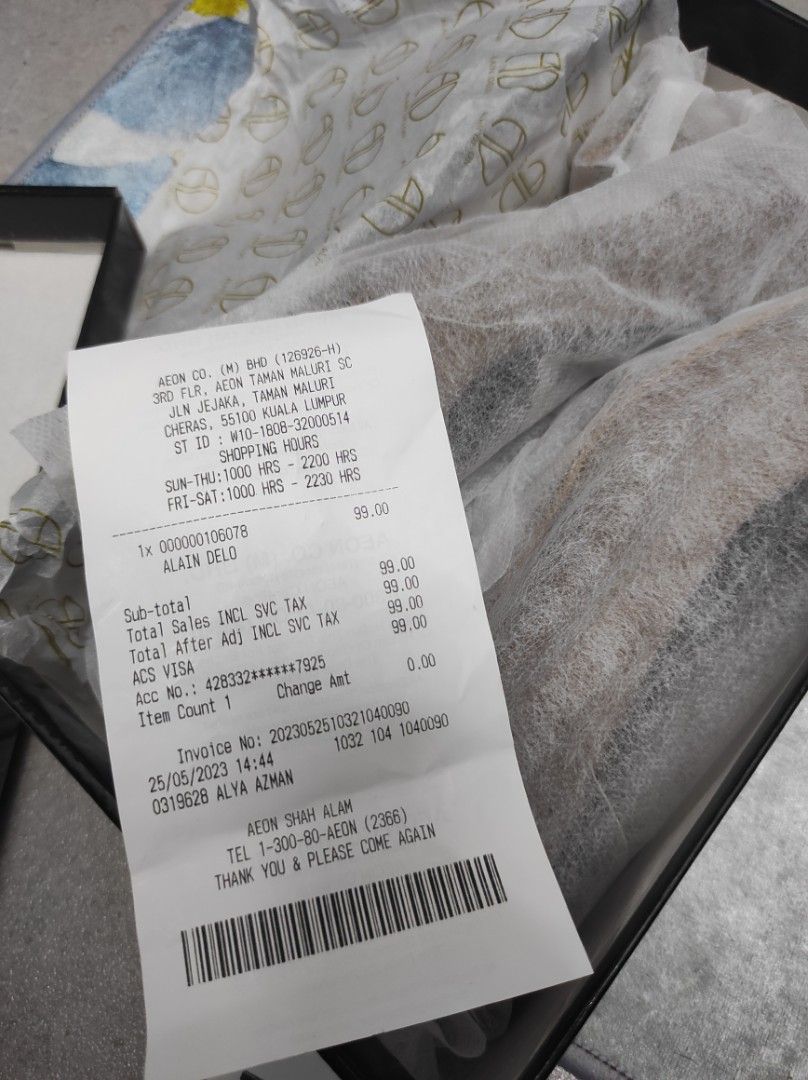 AEON CO. (M) BHD (126926-H)
3RD FLR, AEON TAMAN MALURI SC
JLN JEJAKA, TAMAN MALURI
CHERAS, 55100 KUALA LUMPUR
ST ID : W10-1808-32000514
SHOPPING HOURS
SUN-THU:1000 HRS - 2200 HRS
FRI-SAT:1000 HRS - 2230 HRS
1x 000000106078 99.00
ALAIN DELO
Sub-total 99.00
Total Sales INCL SVC TAX 99.00
Total After Adj INCL SVC TAX 99.00
ACS VISA 99.00
Acc No.: 428332******7925
Item Count 1 Change Amt 0.00
Invoice No: 2023052510321040090
25/05/2023 14:44 1032 104 1040090
0319628 ALYA AZMAN
AEON SHAH ALAM
TEL 1-300-80-AEON (2366)
THANK YOU & PLEASE COME AGAIN